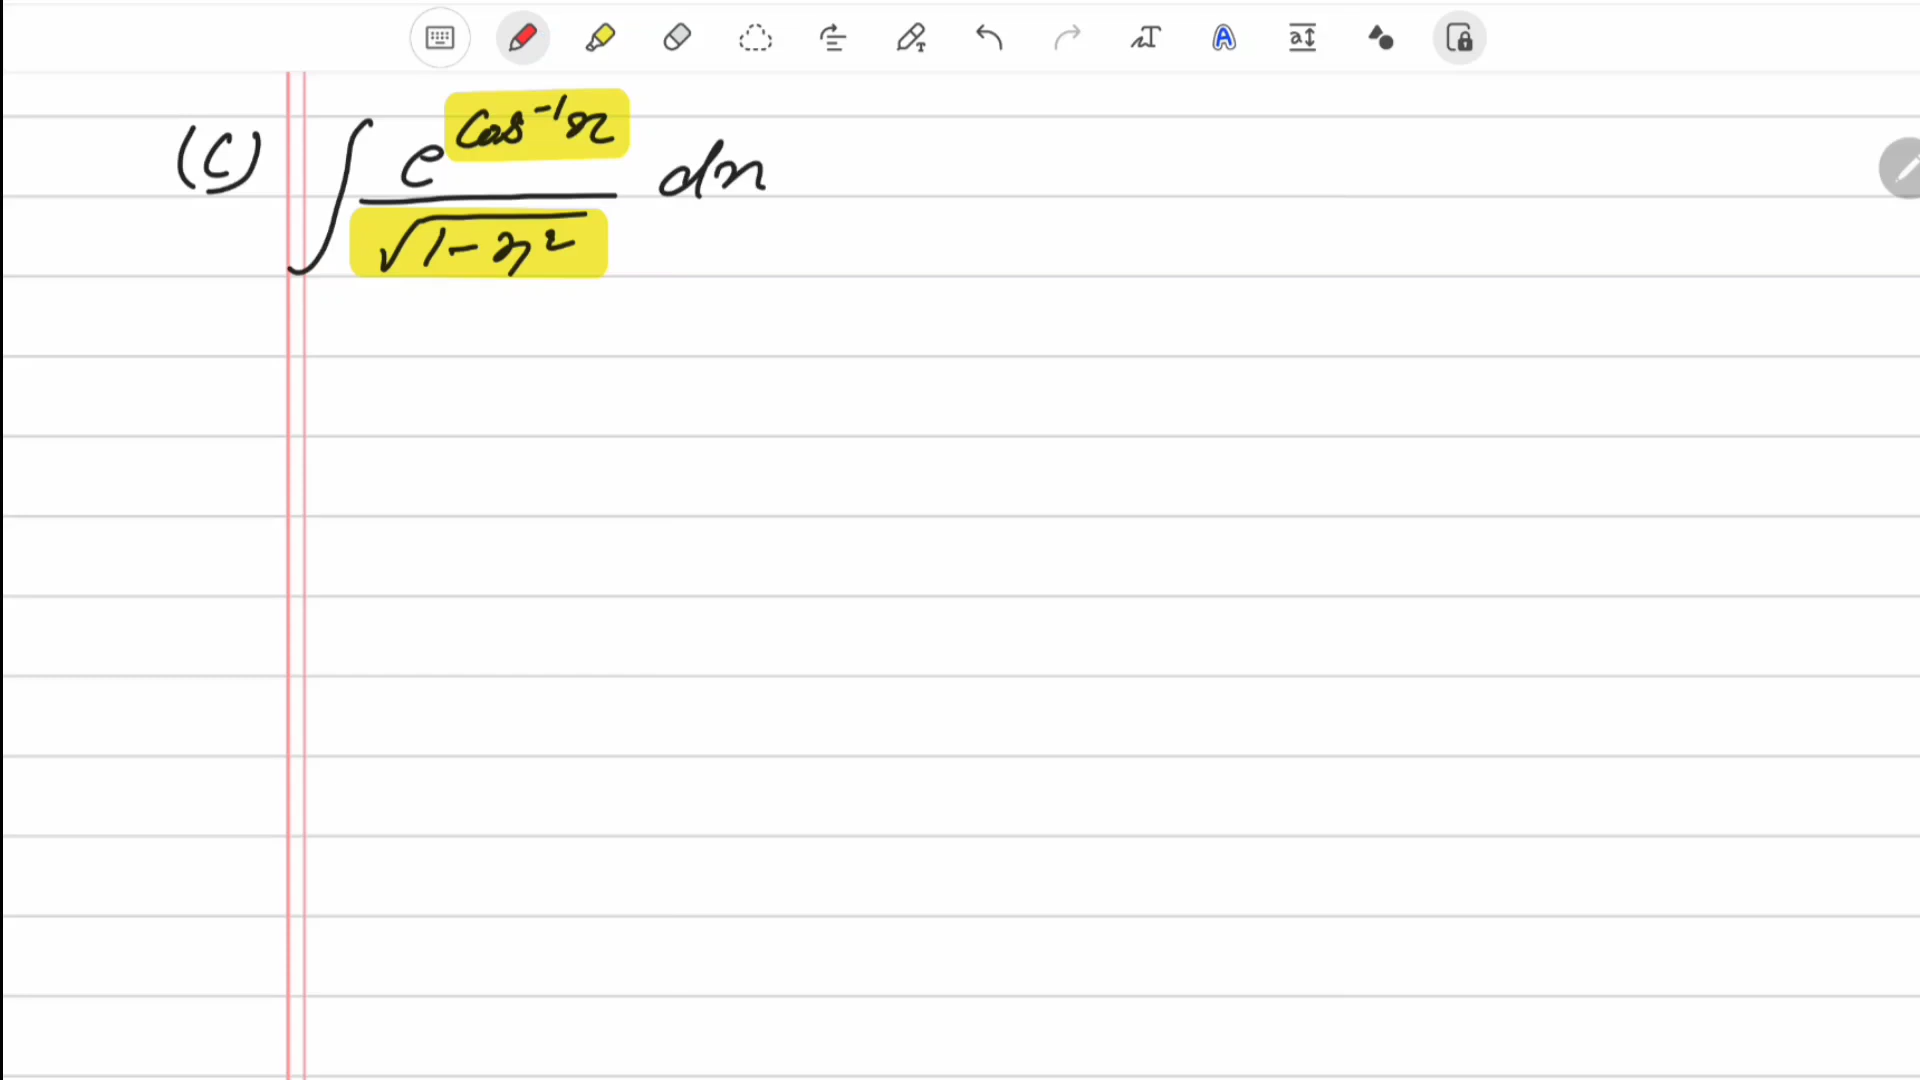 (c) ∫ e^(cos⁻¹x) / √(1-x²) dx